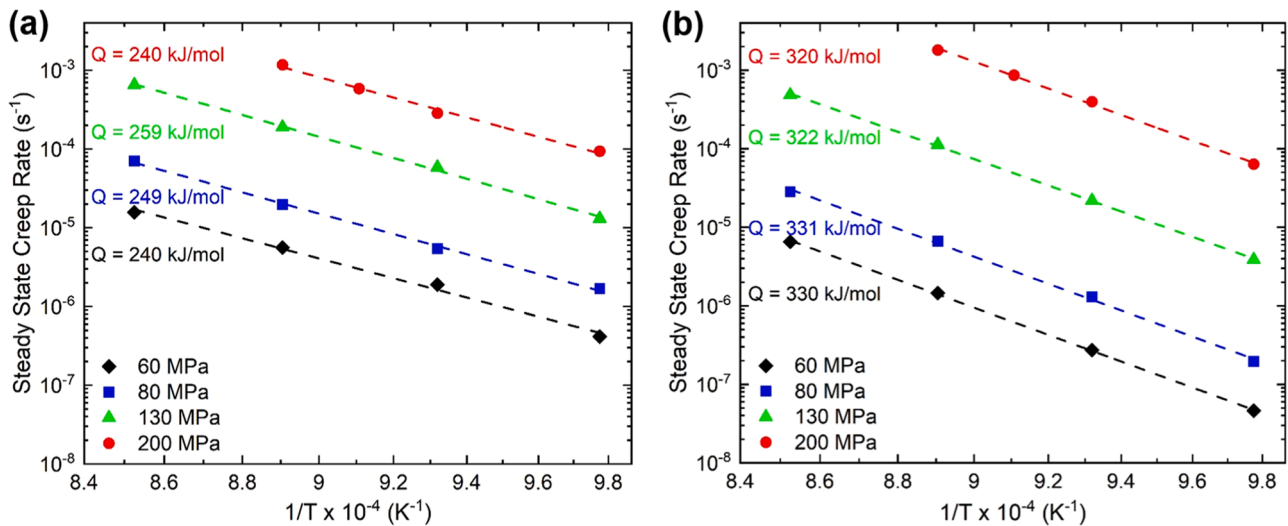 (a)
Steady State Creep Rate (s-1)
10-3
10-4
10-5
10-6
10-7
10-8
Q = 240 kJ/mol
Q = 259 kJ/mol
Q = 249 kJ/mol
Q = 240 kJ/mol
60 MPa
80 MPa
130 MPa
200 MPa
8.4 8.6 8.8 9 9.2 9.4 9.6 9.8
1/T x 10-4 (K-1)
(b)
Steady State Creep Rate (s-1)
10-3
10-4
10-5
10-6
10-7
10-8
Q = 320 kJ/mol
Q = 322 kJ/mol
Q = 331 kJ/mol
Q = 330 kJ/mol
60 MPa
80 MPa
130 MPa
200 MPa
8.4 8.6 8.8 9 9.2 9.4 9.6 9.8
1/T x 10-4 (K-1)